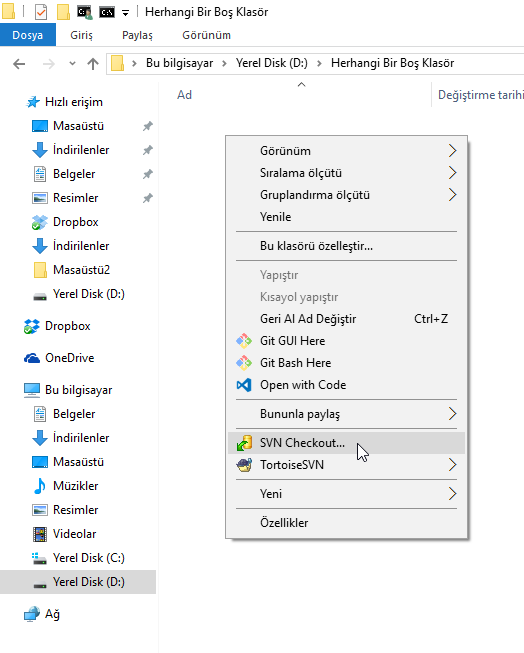 Herhangi Bir Boş Klasör
Dosya Giriş Paylaş Görünüm
Bu bilgisayar Yerel Disk (D:) Herhangi Bir Boş Klasör
Hızlı erişim
Masaüstü
İndirilenler
Belgeler
Resimler
Dropbox
İndirilenler
Masaüstü2
Yerel Disk (D:)
Dropbox
OneDrive
Bu bilgisayar
Belgeler
İndirilenler
Masaüstü
Müzikler
Resimler
Videolar
Yerel Disk (C:)
Yerel Disk (D:)
Ağ
Ad Değiştirme tarihi
Görünüm
Sıralama ölçütü
Gruplandırma ölçütü
Yenile
Bu klasörü özelleştir...
Yapıştır
Kısayol yapıştır
Geri Al Ad Değiştir Ctrl+Z
Git GUI Here
Git Bash Here
Open with Code
Bununla paylaş
SVN Checkout...
TortoiseSVN
Yeni
Özellikler